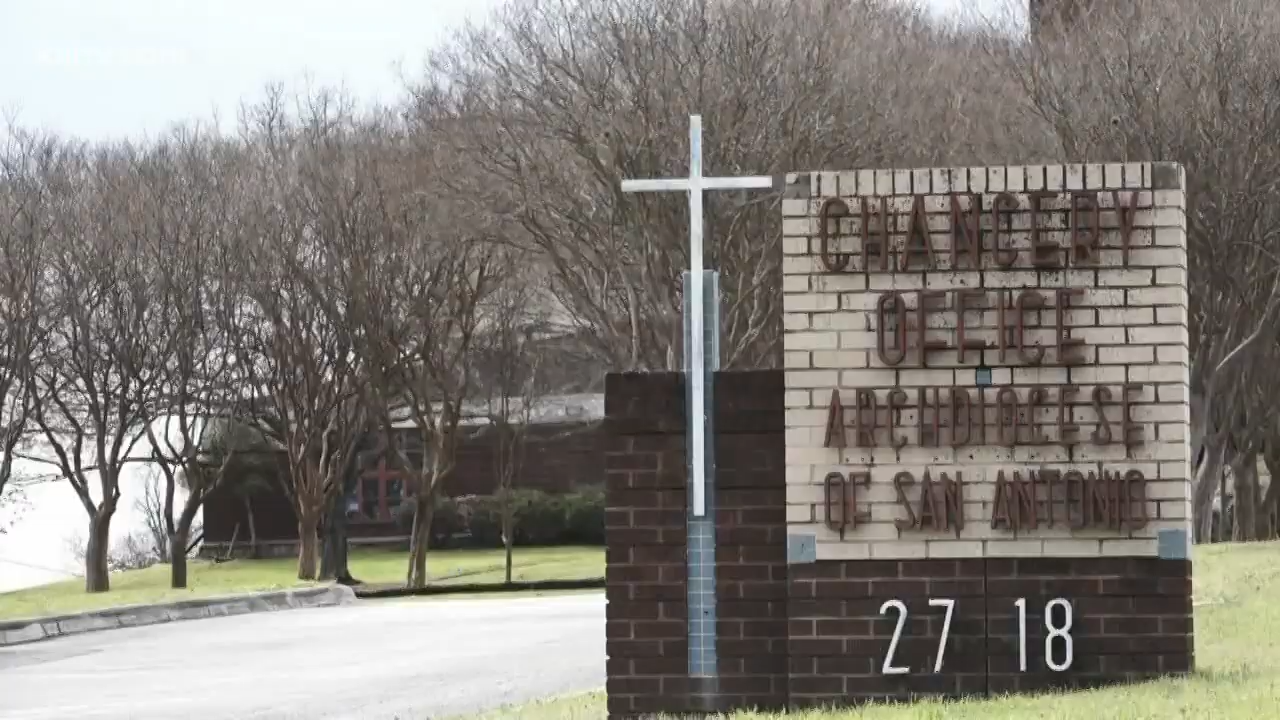 CHANCERY
OFFICE
ARCHDIOCESE
OF SAN ANTONIO
27 18